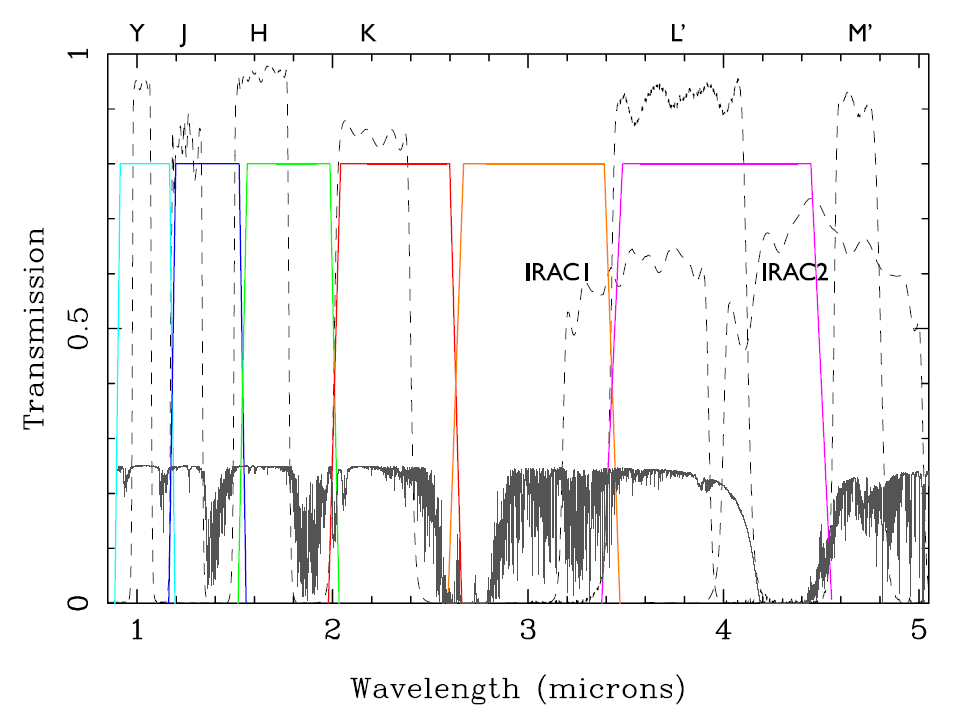 Y J H K L’ M’
1
IRAC1 IRAC2
0.5
Transmission
0
1 2 3 4 5
Wavelength (microns)